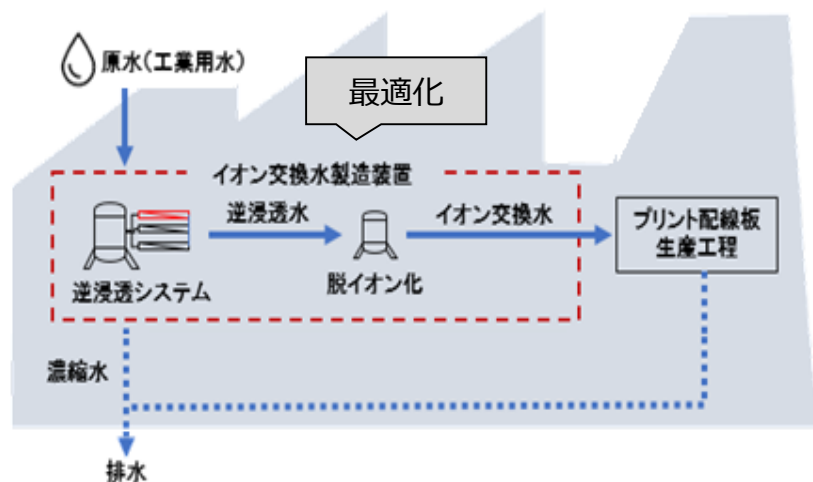 原水(工業用水)
最適化
イオン交換水製造装置
逆浸透水
イオン交換水
プリント配線板
生産工程
逆浸透システム
脱イオン化
濃縮水
排水